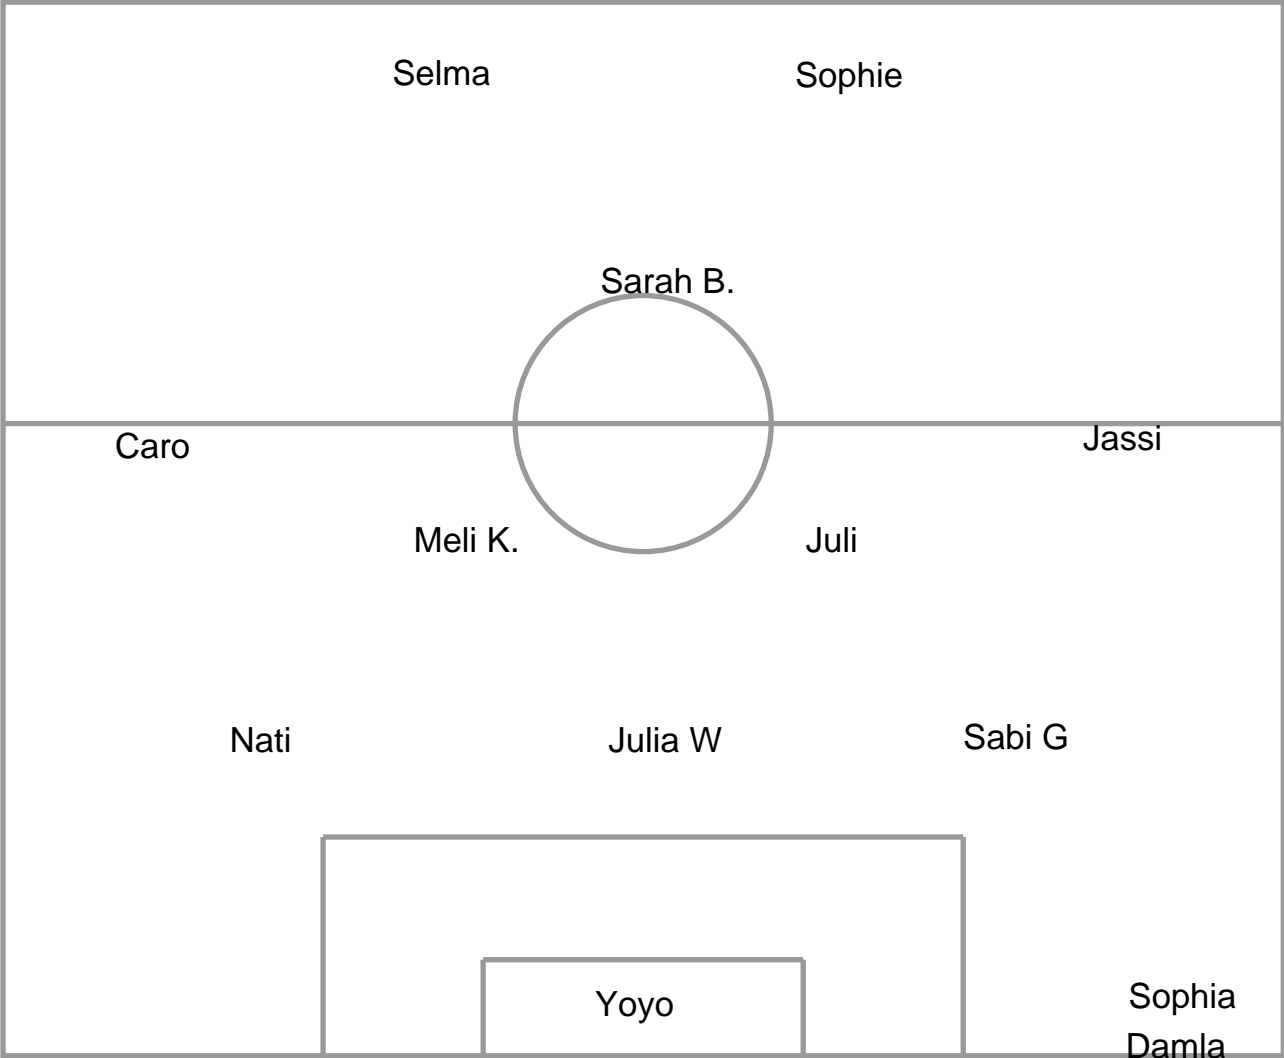 Selma Sophie
Sarah B.
Caro Jassi
Meli K. Juli
Nati Julia W Sabi G
Yoyo Sophia
Damla